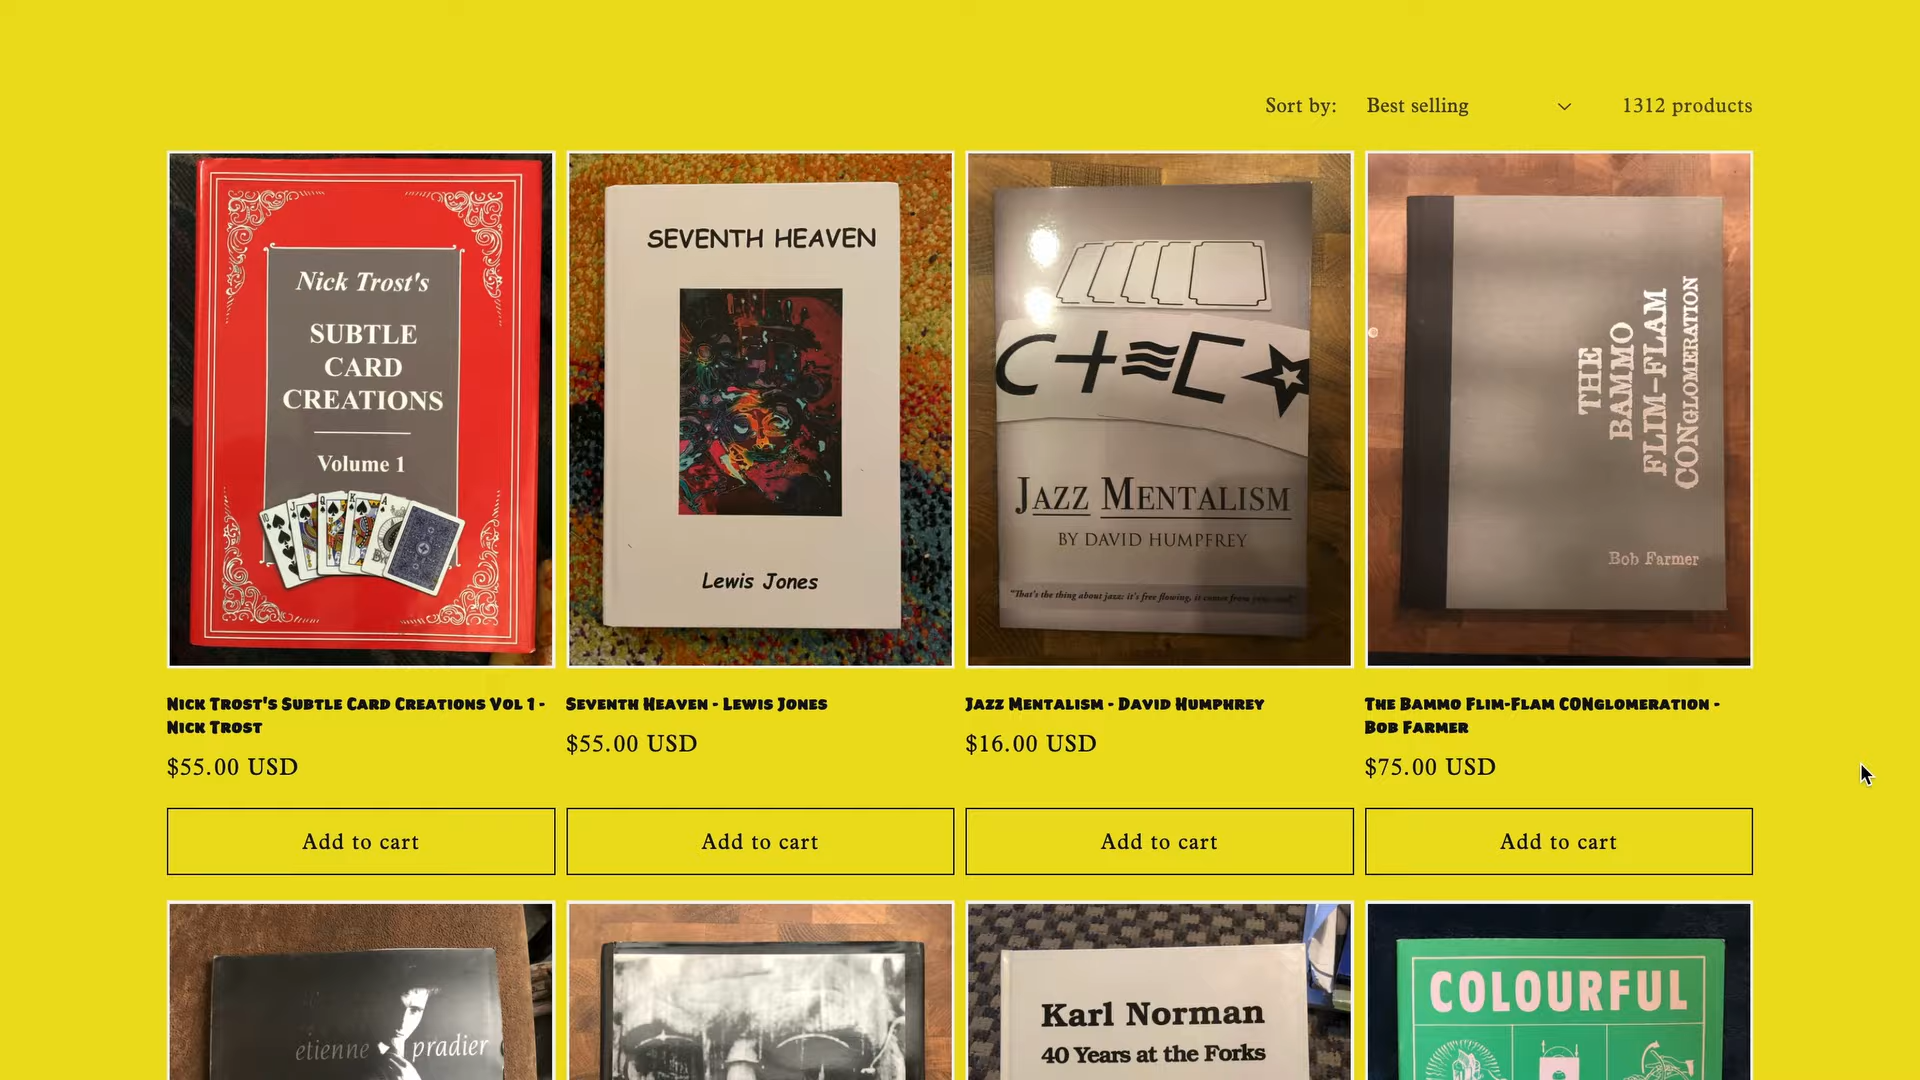 Sort by: Best selling 1312 products
Nick Trost's
SUBTLE
CARD
CREATIONS
Volume 1
SEVENTH HEAVEN
Lewis Jones
JAZZ MENTALISM
BY DAVID HUMPFREY
"That's the thing about jazz: it's free flowing, it comes from your soul"
THE
BAMMO
FLIM-FLAM
CONGLOMERATION
Bob Farmer
Nick Trost's Subtle Card Creations Vol 1 -
Nick Trost
$55.00 USD
Seventh Heaven - Lewis Jones
$55.00 USD
Jazz Mentalism - David Humphrey
$16.00 USD
The Bammo Flim-Flam CONglomeration -
Bob Farmer
$75.00 USD
Add to cart
Add to cart
Add to cart
Add to cart
etienne pradier
Karl Norman
40 Years at the Forks
COLOURFUL